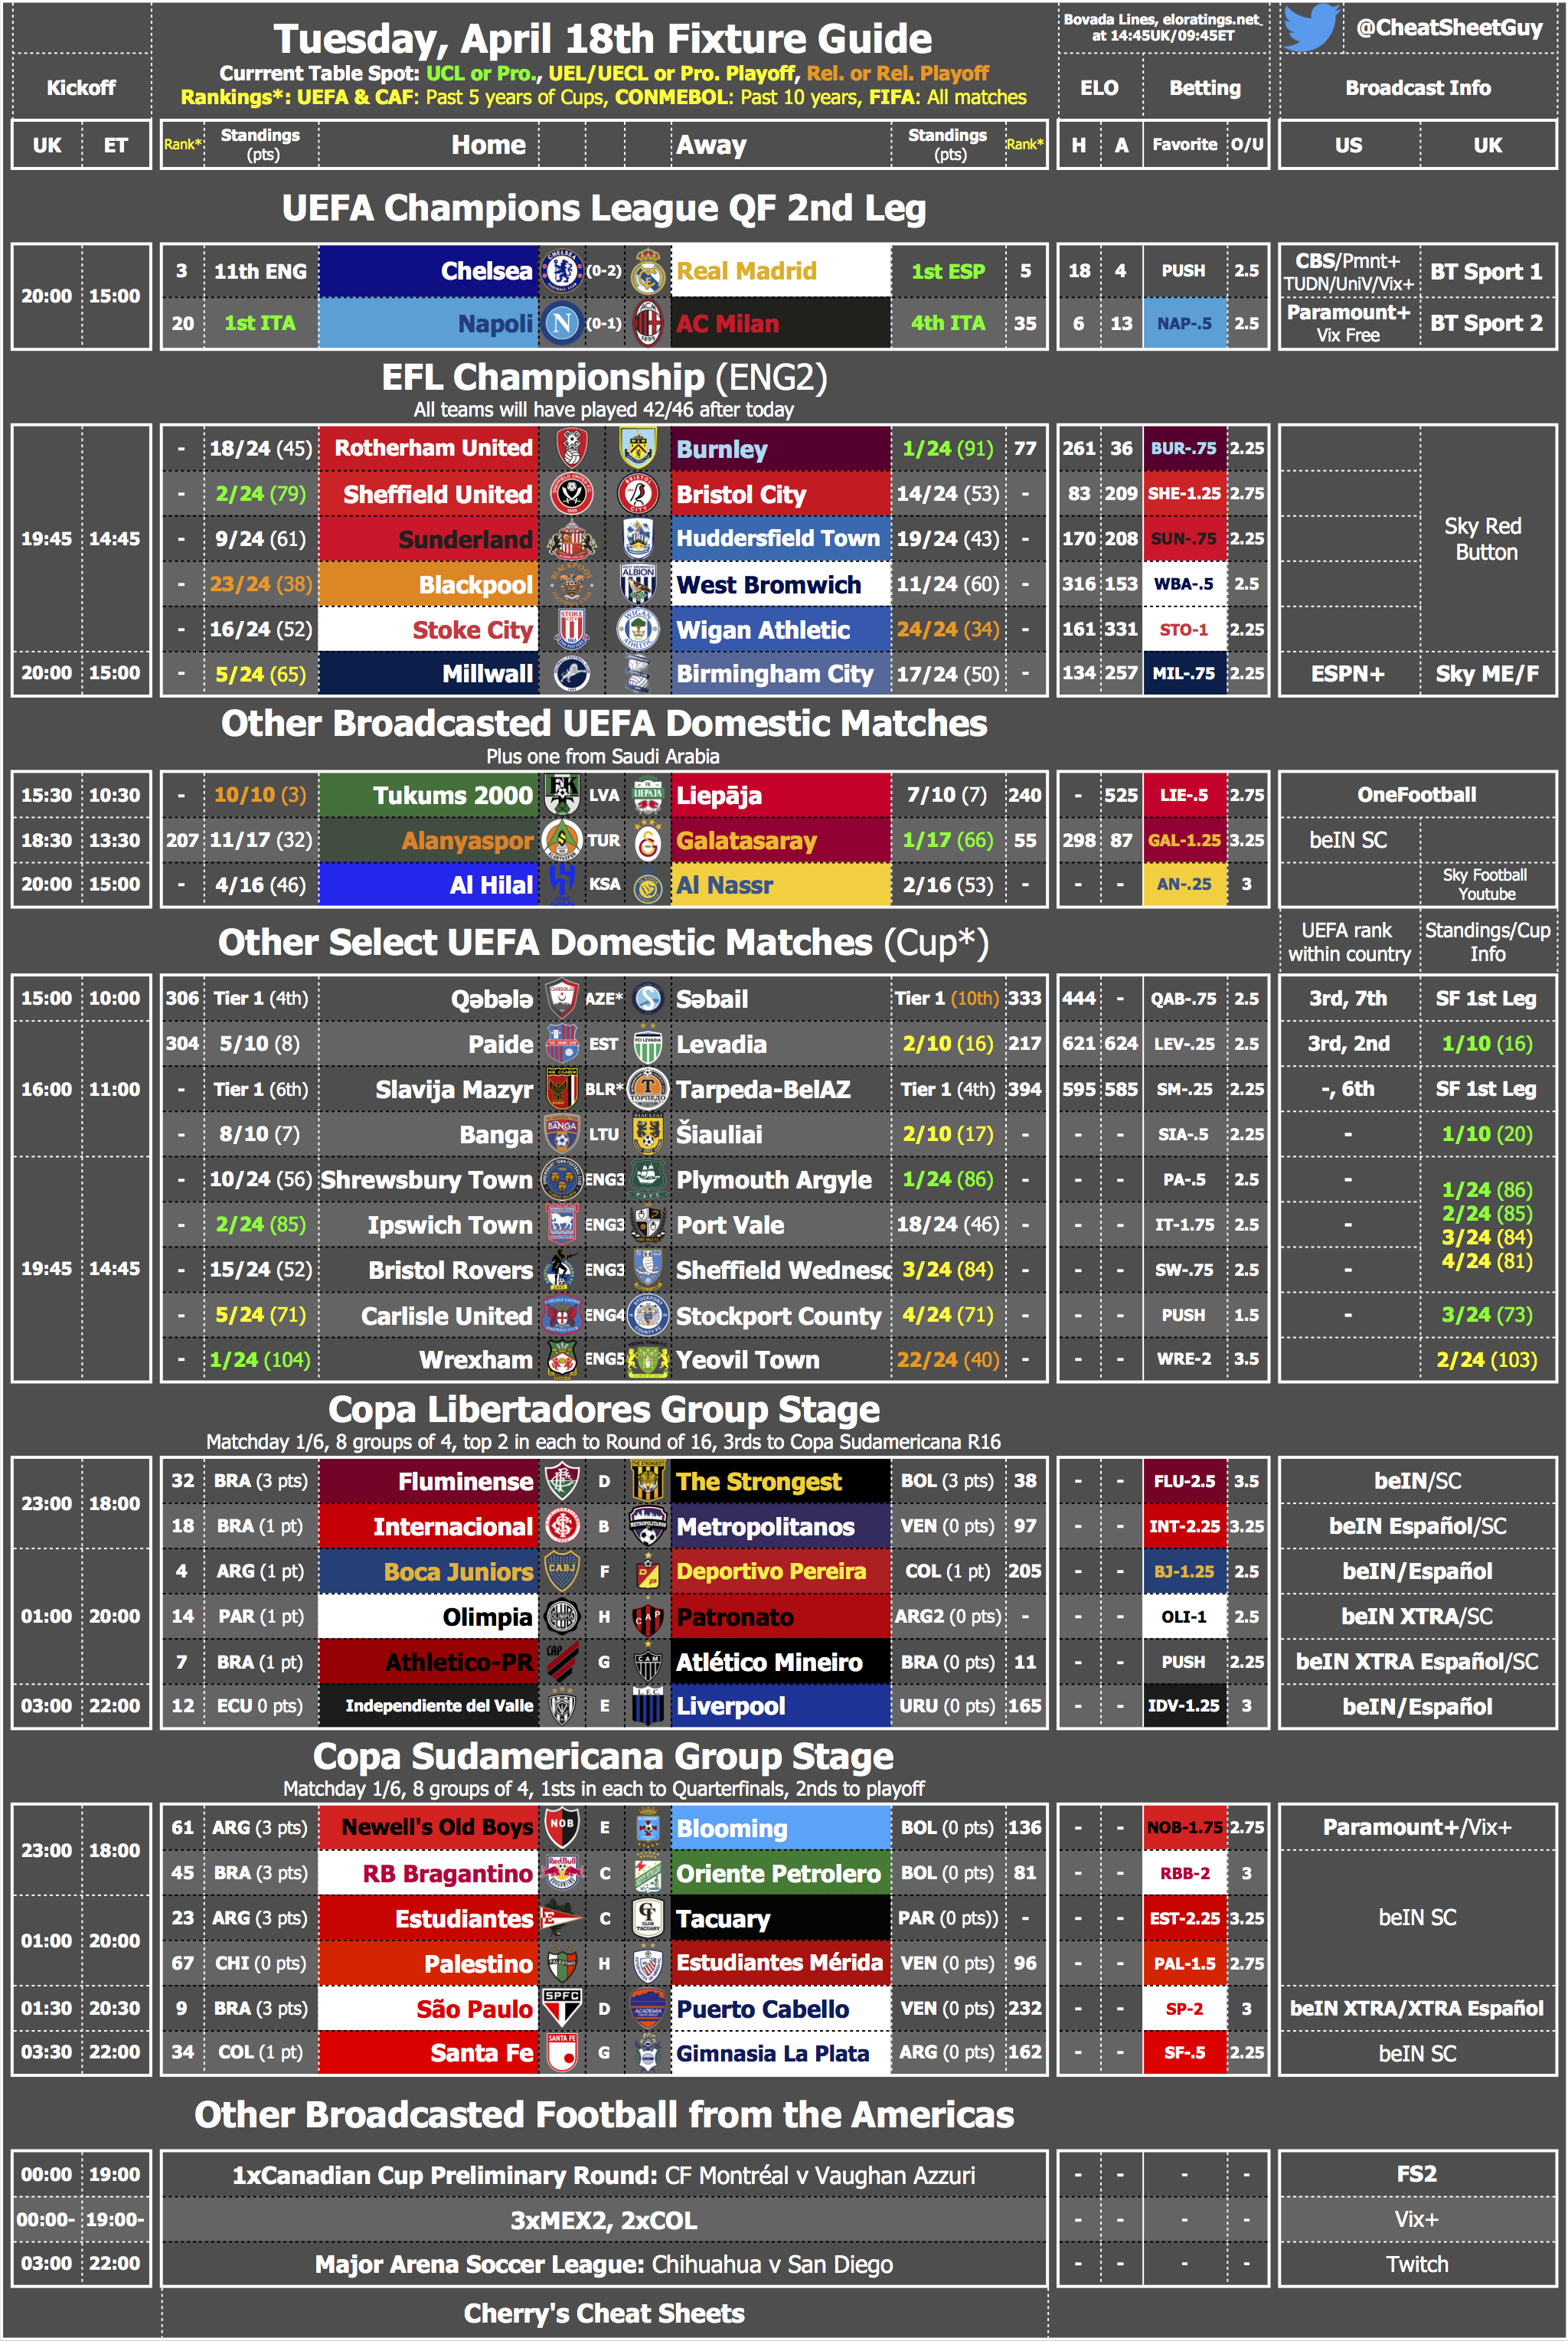 Tuesday, April 18th Fixture Guide
Currrent Table Spot: UCL or Pro., UEL/UECL or Pro. Playoff, Rel. or Rel. Playoff
Rankings*: UEFA & CAF: Past 5 years of Cups, CONMEBOL: Past 10 years, FIFA: All matches
Bovada Lines, eloratings.net
at 14:45UK/09:45ET
@CheatSheetGuy
Kickoff ELO Betting Broadcast Info
UK ET Rank* Standings (pts) Home Away Standings (pts) Rank* H A Favorite O/U US UK
UEFA Champions League QF 2nd Leg
20:00 15:00
3 11th ENG Chelsea (0-2) Real Madrid 1st ESP 5 18 4 PUSH 2.5 CBS/Pmnt+ TUDN/UniV/Vix+ BT Sport 1
20 1st ITA Napoli (0-1) AC Milan 4th ITA 35 6 13 NAP-.5 2.5 Paramount+ Vix Free BT Sport 2
EFL Championship (ENG2)
All teams will have played 42/46 after today
19:45 14:45
- 18/24 (45) Rotherham United Burnley 1/24 (91) 77 261 36 BUR-.75 2.25
- 2/24 (79) Sheffield United Bristol City 14/24 (53) - 83 209 SHE-1.25 2.75
- 9/24 (61) Sunderland Huddersfield Town 19/24 (43) - 170 208 SUN-.75 2.25
Sky Red
Button
- 23/24 (38) Blackpool West Bromwich 11/24 (60) - 316 153 WBA-.5 2.5
- 16/24 (52) Stoke City Wigan Athletic 24/24 (34) - 161 331 STO-1 2.25
20:00 15:00 - 5/24 (65) Millwall Birmingham City 17/24 (50) - 134 257 MIL-.75 2.25 ESPN+ Sky ME/F
Other Broadcasted UEFA Domestic Matches
Plus one from Saudi Arabia
15:30 10:30 - 10/10 (3) Tukums 2000 LVA Liepāja 7/10 (7) 240 - 525 LIE-.5 2.75 OneFootball
18:30 13:30 207 11/17 (32) Alanyaspor TUR Galatasaray 1/17 (66) 55 298 87 GAL-1.25 3.25 beIN SC
20:00 15:00 - 4/16 (46) Al Hilal KSA Al Nassr 2/16 (53) - - - AN-.25 3 Sky Football Youtube
Other Select UEFA Domestic Matches (Cup*)
UEFA rank within country Standings/Cup Info
15:00 10:00 306 Tier 1 (4th) Qəbələ AZE* Səbail Tier 1 (10th) 333 444 - QAB-.75 2.5 3rd, 7th SF 1st Leg
16:00 11:00
304 5/10 (8) Paide EST Levadia 2/10 (16) 217 621 624 LEV-.25 2.5 3rd, 2nd 1/10 (16)
- Tier 1 (6th) Slavija Mazyr BLR* Tarpeda-BelAZ Tier 1 (4th) 394 595 585 SM-.25 2.25 -, 6th SF 1st Leg
- 8/10 (7) Banga LTU Šiauliai 2/10 (17) - - - SIA-.5 2.25 - 1/10 (20)
19:45 14:45
- 10/24 (56) Shrewsbury Town ENG3 Plymouth Argyle 1/24 (86) - - - PA-.5 2.5 -
1/24 (86)
2/24 (85)
3/24 (84)
4/24 (81)
- 2/24 (85) Ipswich Town ENG3 Port Vale 18/24 (46) - - - IT-1.75 2.5 -
- 15/24 (52) Bristol Rovers ENG3 Sheffield Wednesc 3/24 (84) - - - SW-.75 2.5 -
- 5/24 (71) Carlisle United ENG4 Stockport County 4/24 (71) - - - PUSH 1.5 - 3/24 (73)
- 1/24 (104) Wrexham ENG5 Yeovil Town 22/24 (40) - - - WRE-2 3.5 2/24 (103)
Copa Libertadores Group Stage
Matchday 1/6, 8 groups of 4, top 2 in each to Round of 16, 3rds to Copa Sudamericana R16
23:00 18:00
32 BRA (3 pts) Fluminense D The Strongest BOL (3 pts) 38 - - FLU-2.5 3.5 beIN/SC
18 BRA (1 pt) Internacional B Metropolitanos VEN (0 pts) 97 - - INT-2.25 3.25 beIN Español/SC
01:00 20:00
4 ARG (1 pt) Boca Juniors F Deportivo Pereira COL (1 pt) 205 - - BJ-1.25 2.5 beIN/Español
14 PAR (1 pt) Olimpia H Patronato ARG2 (0 pts) - - - OLI-1 2.5 beIN XTRA/SC
7 BRA (1 pt) Athletico-PR G Atlético Mineiro BRA (0 pts) 11 - - PUSH 2.25 beIN XTRA Español/SC
03:00 22:00 12 ECU 0 pts) Independiente del Valle E Liverpool URU (0 pts) 165 - - IDV-1.25 3 beIN/Español
Copa Sudamericana Group Stage
Matchday 1/6, 8 groups of 4, 1sts in each to Quarterfinals, 2nds to playoff
23:00 18:00
61 ARG (3 pts) Newell's Old Boys E Blooming BOL (0 pts) 136 - - NOB-1.75 2.75 Paramount+/Vix+
45 BRA (3 pts) RB Bragantino C Oriente Petrolero BOL (0 pts) 81 - - RBB-2 3
01:00 20:00
23 ARG (3 pts) Estudiantes C Tacuary PAR (0 pts)) - - - EST-2.25 3.25 beIN SC
67 CHI (0 pts) Palestino H Estudiantes Mérida VEN (0 pts) 96 - - PAL-1.5 2.75
01:30 20:30 9 BRA (3 pts) São Paulo D Puerto Cabello VEN (0 pts) 232 - - SP-2 3 beIN XTRA/XTRA Español
03:30 22:00 34 COL (1 pt) Santa Fe G Gimnasia La Plata ARG (0 pts) 162 - - SF-.5 2.25 beIN SC
Other Broadcasted Football from the Americas
00:00 19:00 1xCanadian Cup Preliminary Round: CF Montréal v Vaughan Azzuri - - - - FS2
00:00- 19:00- 3xMEX2, 2xCOL - - - - Vix+
03:00 22:00 Major Arena Soccer League: Chihuahua v San Diego - - - - Twitch
Cherry's Cheat Sheets